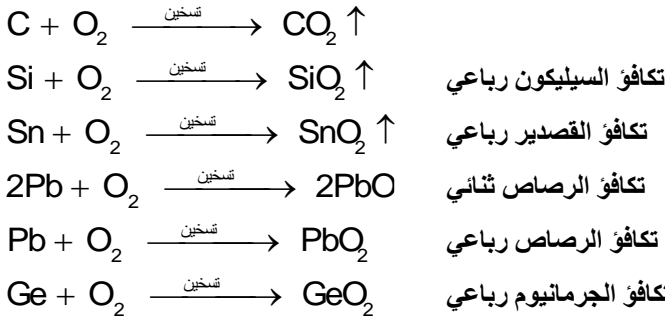 C + O₂ —تسخين→ CO₂ ↑
Si + O₂ —تسخين→ SiO₂ ↑ تكافؤ السيليكون رباعي
Sn + O₂ —تسخين→ SnO₂ ↑ تكافؤ القصدير رباعي
2Pb + O₂ —تسخين→ 2PbO تكافؤ الرصاص ثنائي
Pb + O₂ —تسخين→ PbO₂ تكافؤ الرصاص رباعي
Ge + O₂ —تسخين→ GeO₂ تكافؤ الجرمانيوم رباعي